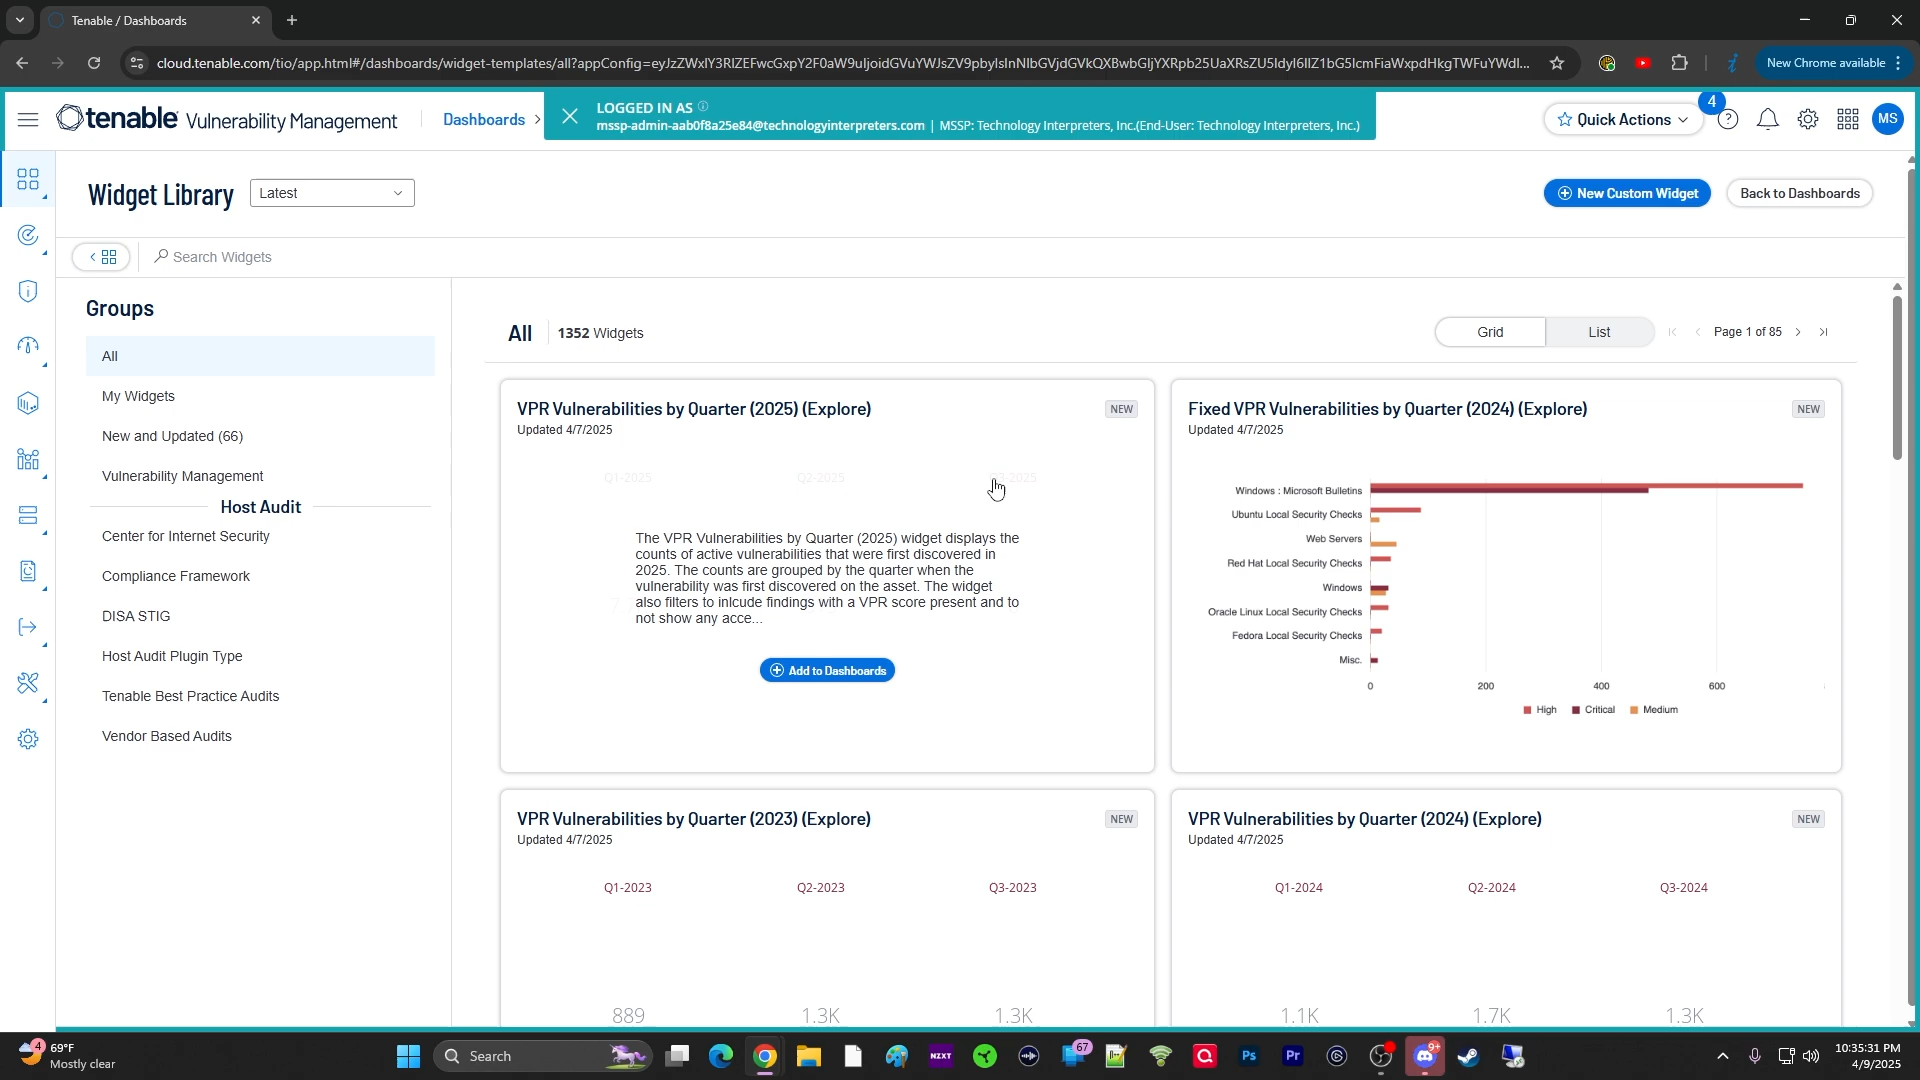 Tenable / Dashboards
cloud.tenable.com/tio/app.html#/dashboards/widget-templates/all?appConfig=
New Chrome available
tenable Vulnerability Management
Dashboards
LOGGED IN AS
mssp-admin-aab0f8a25e84@technologyinterpreters.com | MSSP: Technology Interpreters, Inc.(End-User: Technology Interpreters, Inc.)
Quick Actions
4
MS
Widget Library
Latest
New Custom Widget
Back to Dashboards
Search Widgets
Groups
All
My Widgets
New and Updated (66)
Vulnerability Management
Host Audit
Center for Internet Security
Compliance Framework
DISA STIG
Host Audit Plugin Type
Tenable Best Practice Audits
Vendor Based Audits
All
1352 Widgets
Grid
List
Page 1 of 85
VPR Vulnerabilities by Quarter (2025) (Explore)
NEW
Updated 4/7/2025
Q1-2025
Q2-2025
The VPR Vulnerabilities by Quarter (2025) widget displays the
counts of active vulnerabilities that were first discovered in
2025. The counts are grouped by the quarter when the
vulnerability was first discovered on the asset. The widget
also filters to inlcude findings with a VPR score present and to
not show any acce...
Add to Dashboards
Fixed VPR Vulnerabilities by Quarter (2024) (Explore)
NEW
Updated 4/7/2025
Windows : Microsoft Bulletins
Ubuntu Local Security Checks
Web Servers
Red Hat Local Security Checks
Windows
Oracle Linux Local Security Checks
Fedora Local Security Checks
Misc.
0
200
400
600
High
Critical
Medium
VPR Vulnerabilities by Quarter (2023) (Explore)
NEW
Updated 4/7/2025
Q1-2023
Q2-2023
Q3-2023
889
1.3K
1.3K
VPR Vulnerabilities by Quarter (2024) (Explore)
NEW
Updated 4/7/2025
Q1-2024
Q2-2024
Q3-2024
1.1K
1.7K
1.3K
4
69°F
Mostly clear
Search
NZXT
67
Ps
Pr
9+
10:35:31 PM
4/9/2025